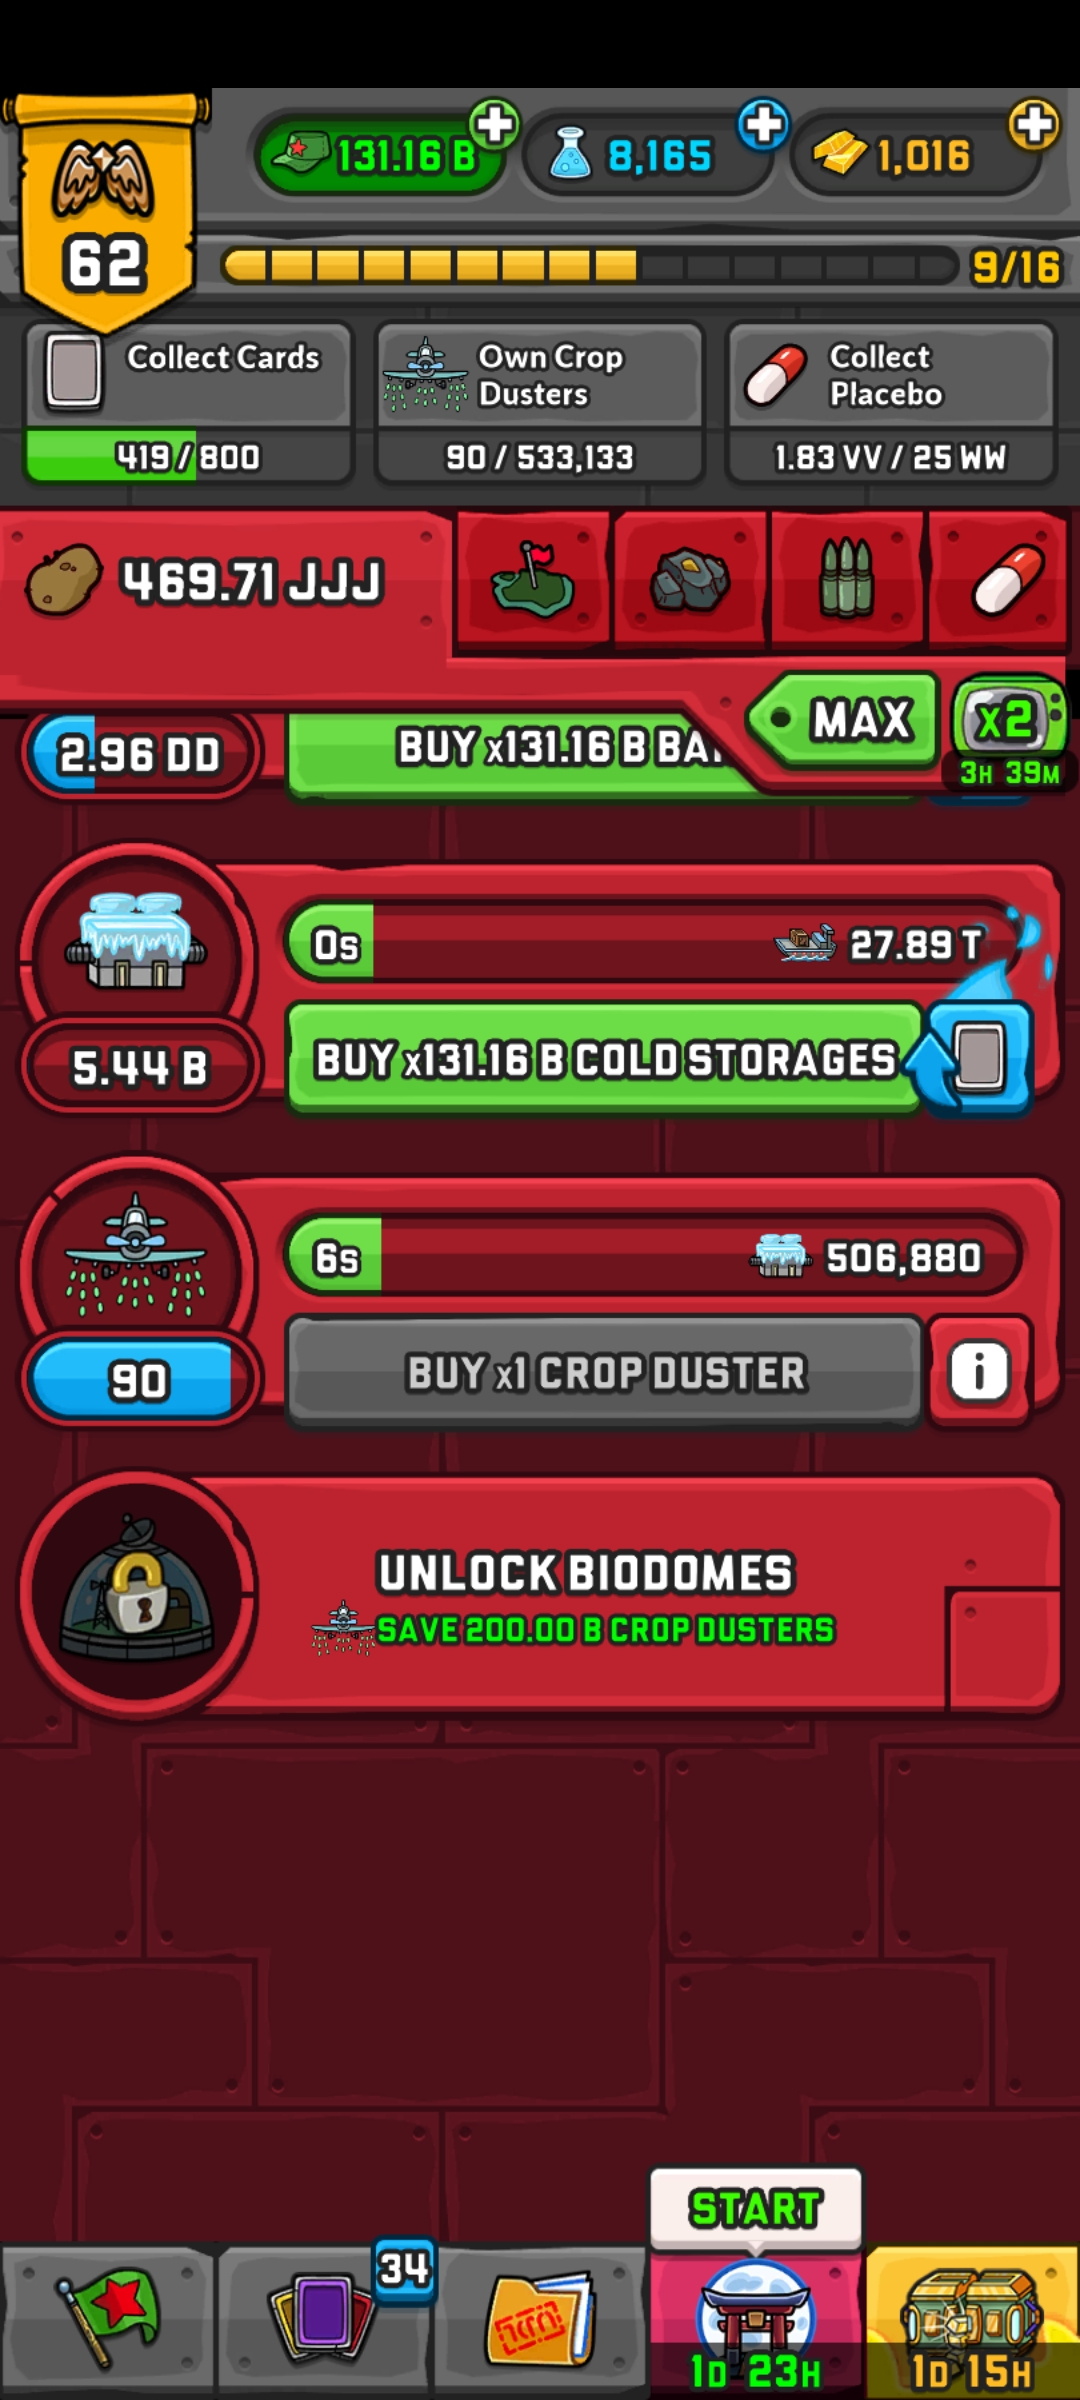 62
131.16 B
8,165
1,016
9/16
Collect Cards
419 / 800
Own Crop
Dusters
90 / 533,133
Collect
Placebo
1.83 VV / 25 WW
469.71 JJJ
MAX
x2
3H 39M
2.96 DD
BUY x131.16 B
0s
27.89 T
5.44 B
BUY x131.16 B COLD STORAGES
6s
506,880
90
BUY x1 CROP DUSTER
i
UNLOCK BIODOMES
SAVE 200.00 B CROP DUSTERS
START
34
1D 23H
1D 15H